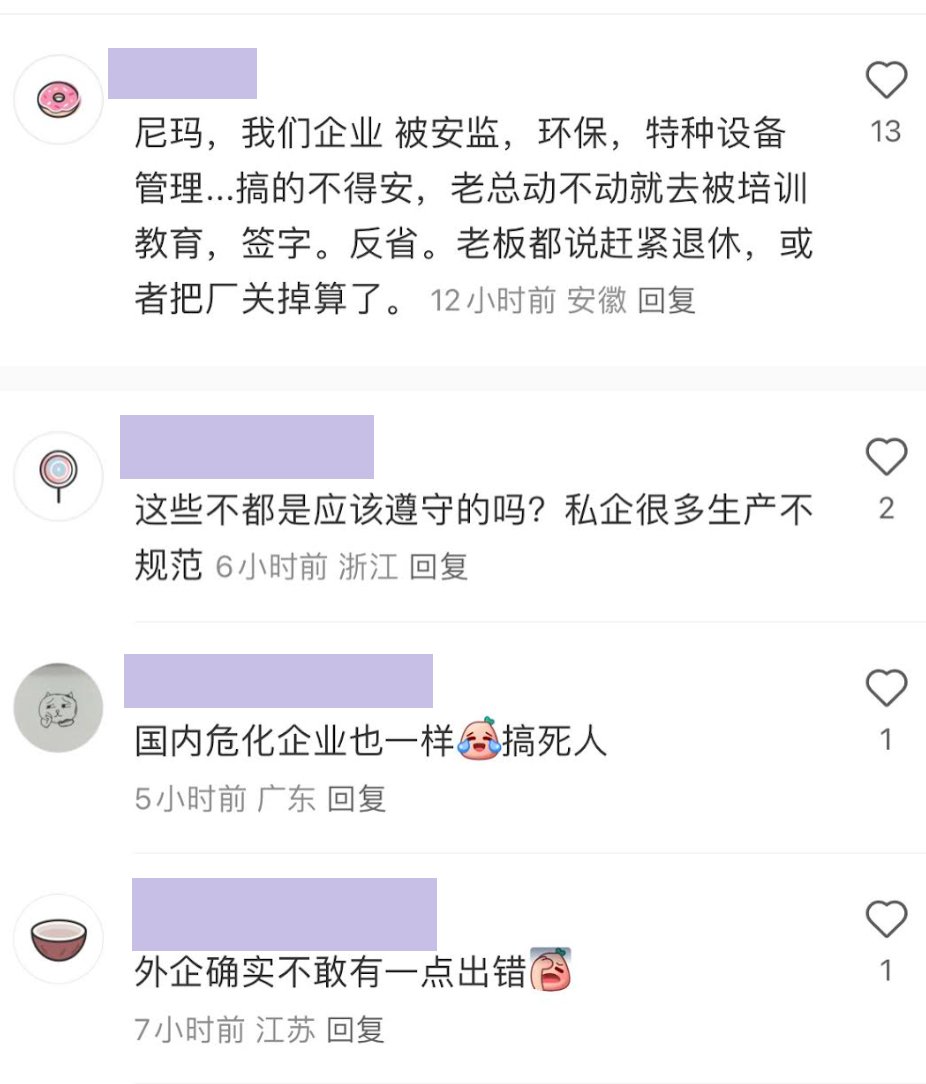 13
尼玛，我们企业 被安监，环保，特种设备
管理...搞的不得安，老总动不动就去被培训
教育，签字。反省。老板都说赶紧退休，或
者把厂关掉算了。 12小时前 安徽 回复
这些不都是应该遵守的吗？私企很多生产不
2
规范 6小时前 浙江 回复
国内危化企业也一样😂搞死人
1
5小时前 广东 回复
外企确实不敢有一点出错
1
7小时前 江苏 回复